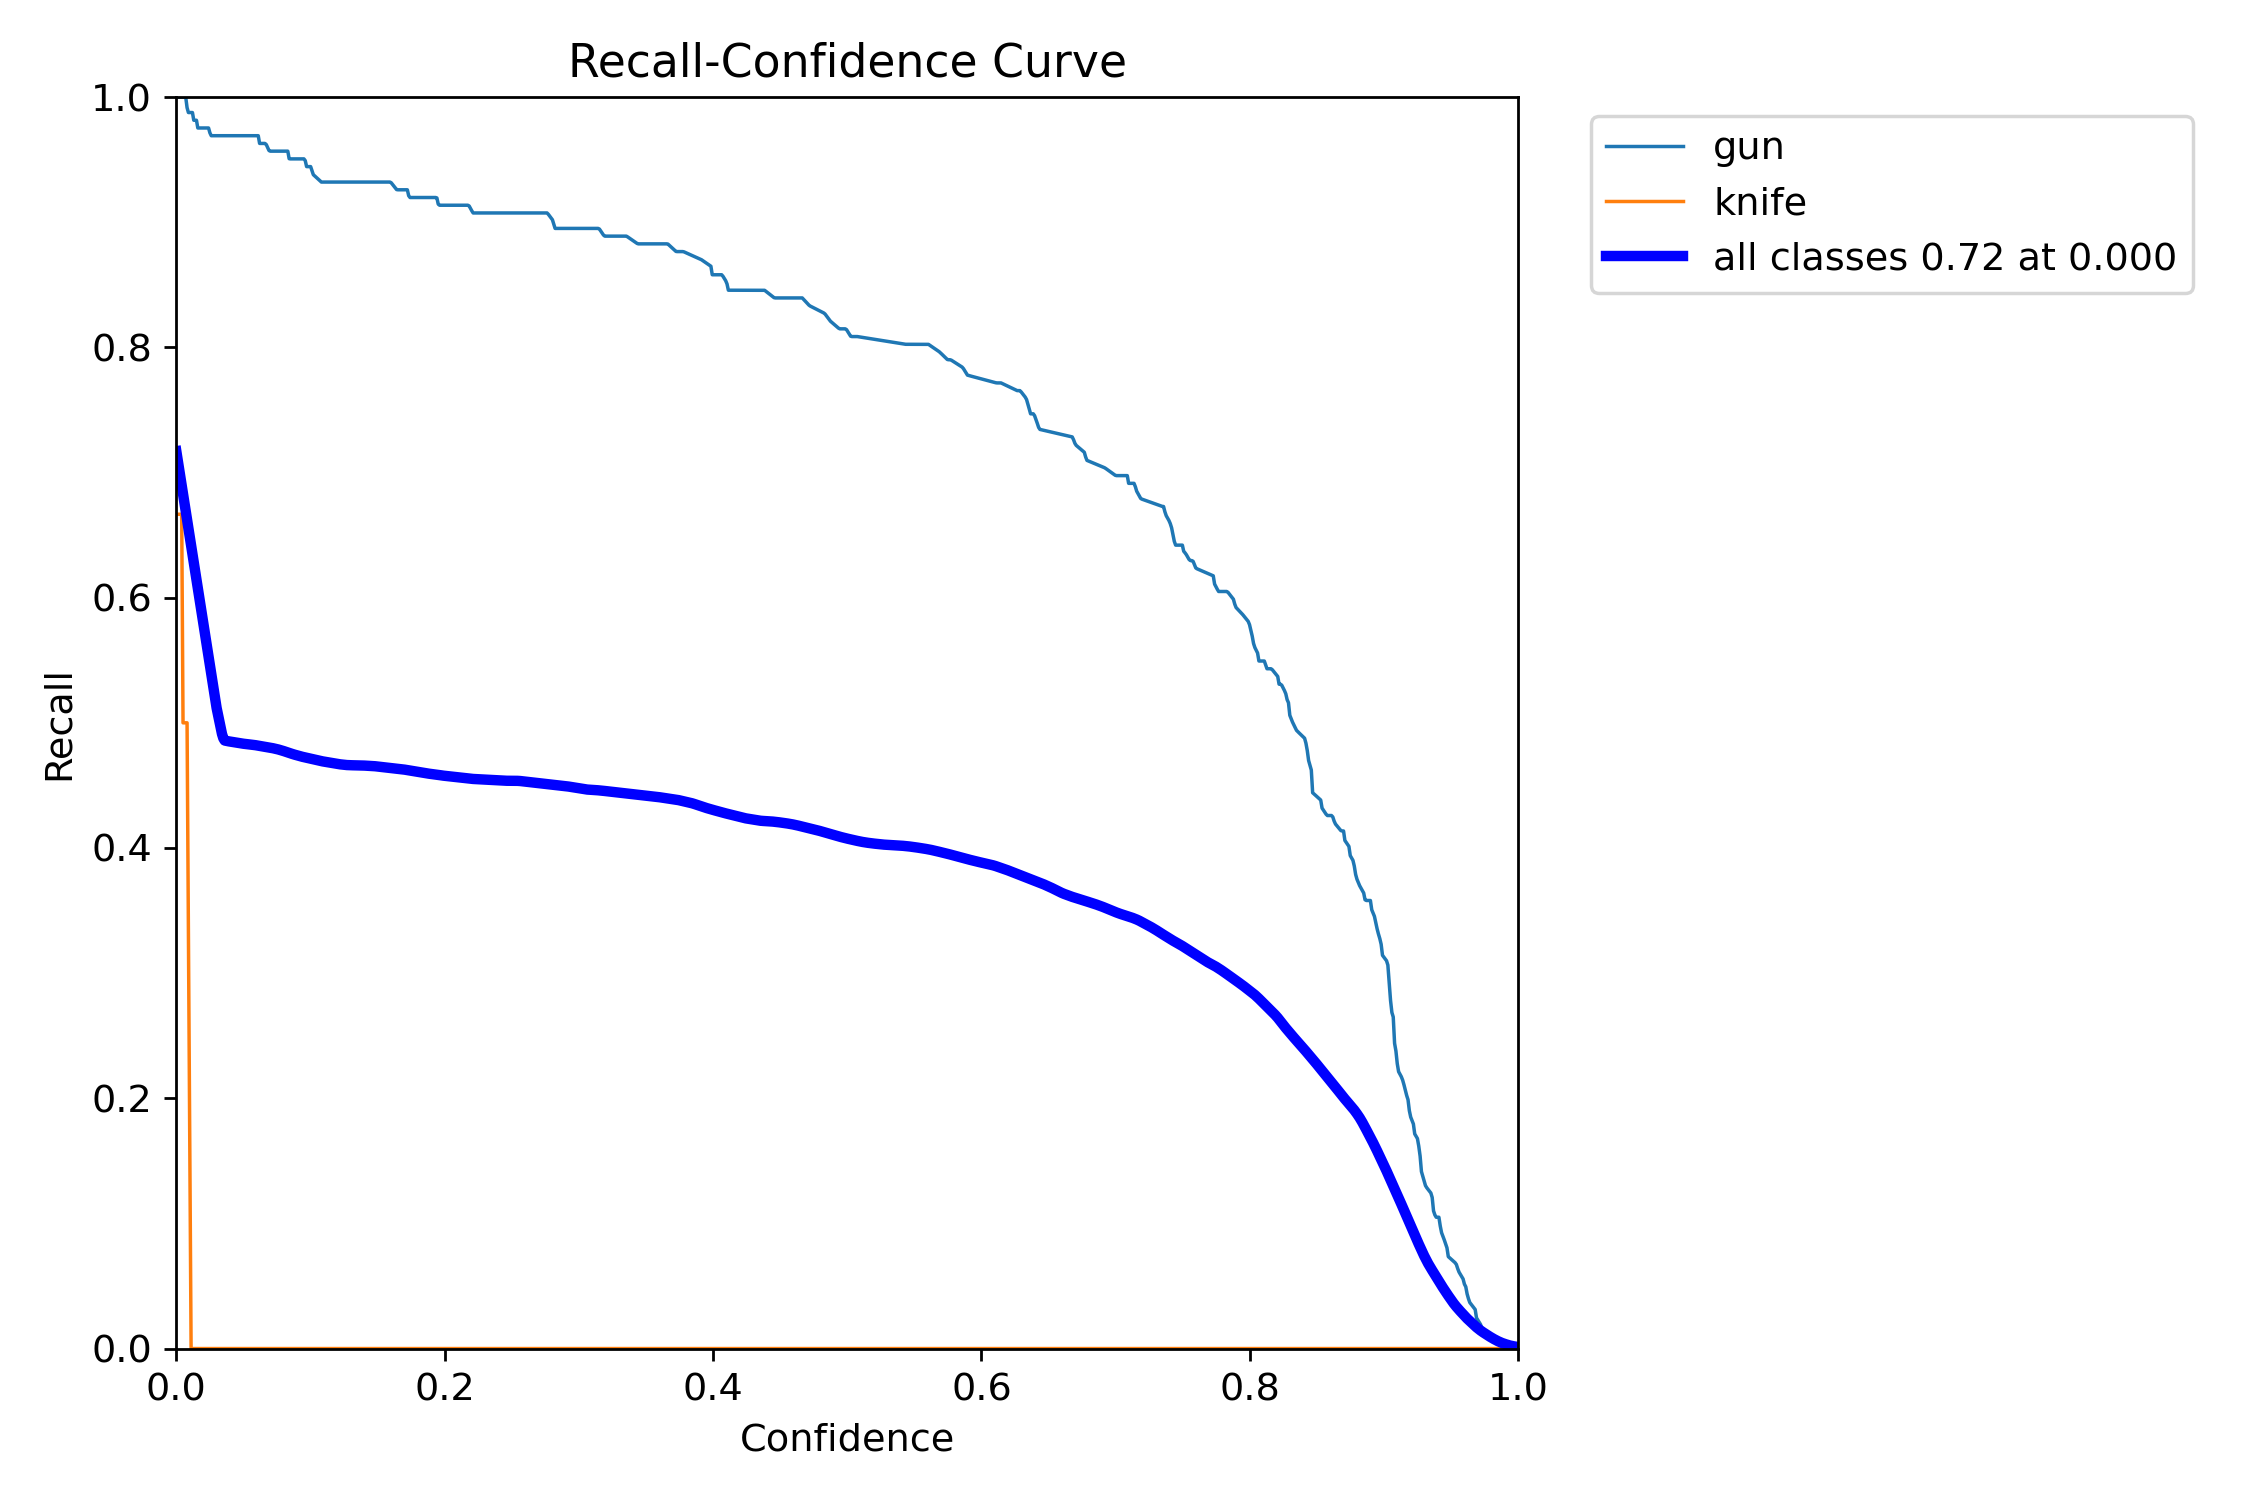 Recall-Confidence Curve
1.0
0.8
0.6
0.4
0.2
0.0
Recall
0.0 0.2 0.4 0.6 0.8 1.0
Confidence
gun
knife
all classes 0.72 at 0.000